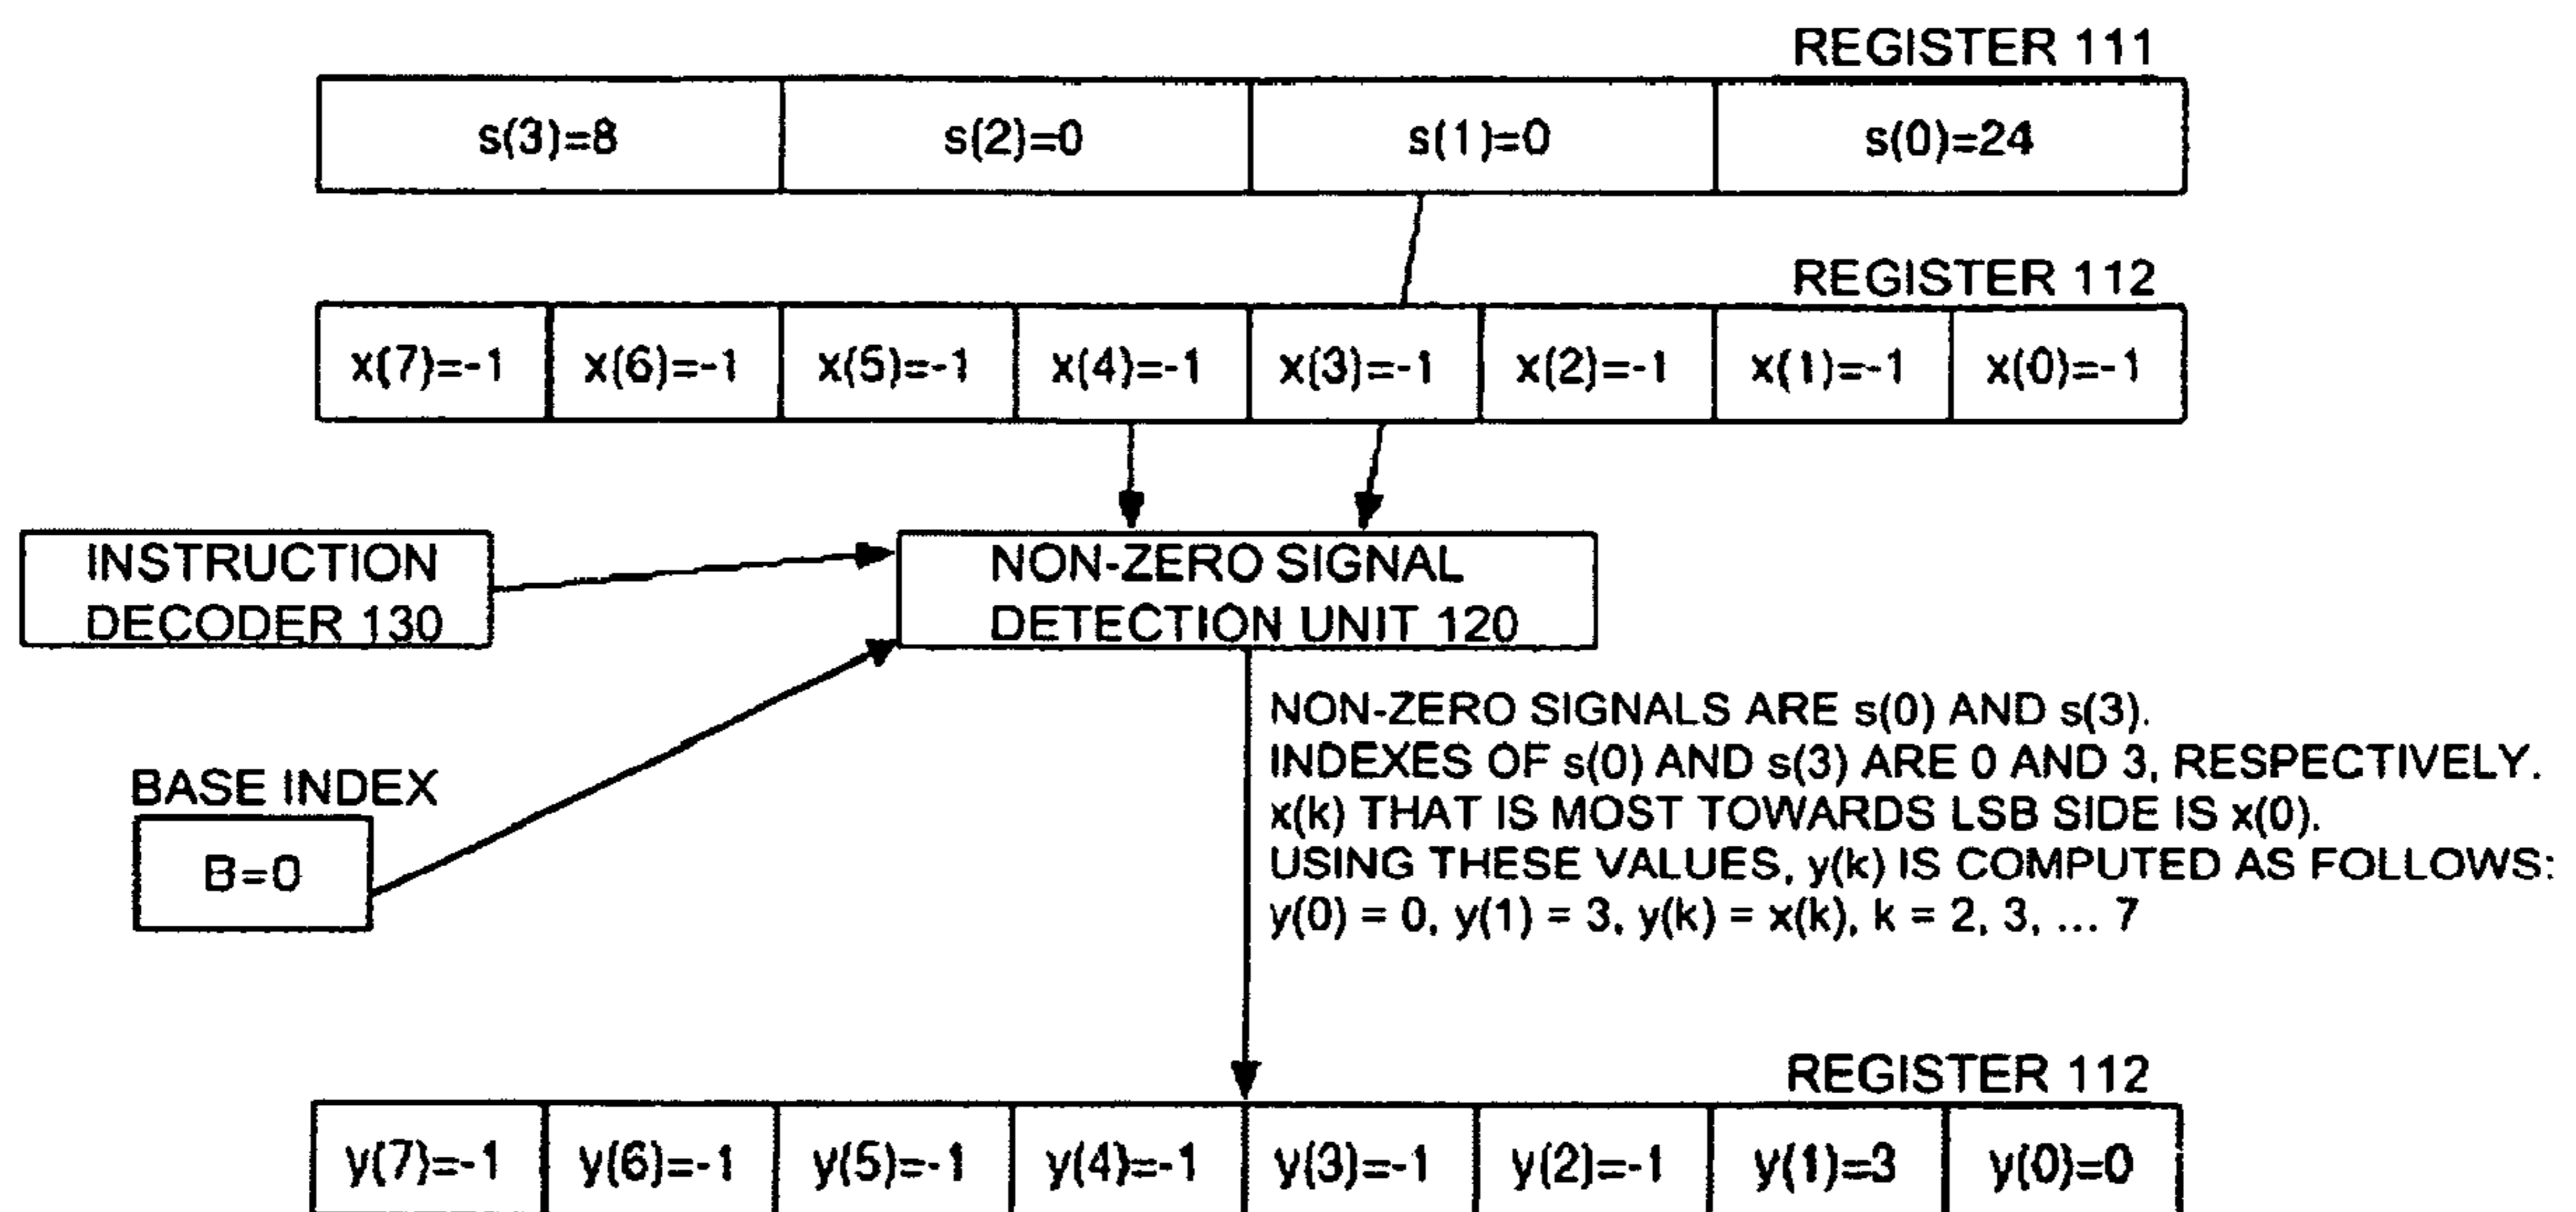 REGISTER 111
s(3)=8 s(2)=0 s(1)=0 s(0)=24
REGISTER 112
x(7)=-1 x(6)=-1 x(5)=-1 x(4)=-1 x(3)=-1 x(2)=-1 x(1)=-1 x(0)=-1
INSTRUCTION
DECODER 130
NON-ZERO SIGNAL
DETECTION UNIT 120
BASE INDEX
B=0
NON-ZERO SIGNALS ARE s(0) AND s(3).
INDEXES OF s(0) AND s(3) ARE 0 AND 3, RESPECTIVELY.
x(k) THAT IS MOST TOWARDS LSB SIDE IS x(0).
USING THESE VALUES, y(k) IS COMPUTED AS FOLLOWS:
y(0) = 0, y(1) = 3, y(k) = x(k), k = 2, 3, ... 7
REGISTER 112
y(7)=-1 y(6)=-1 y(5)=-1 y(4)=-1 y(3)=-1 y(2)=-1 y(1)=3 y(0)=0